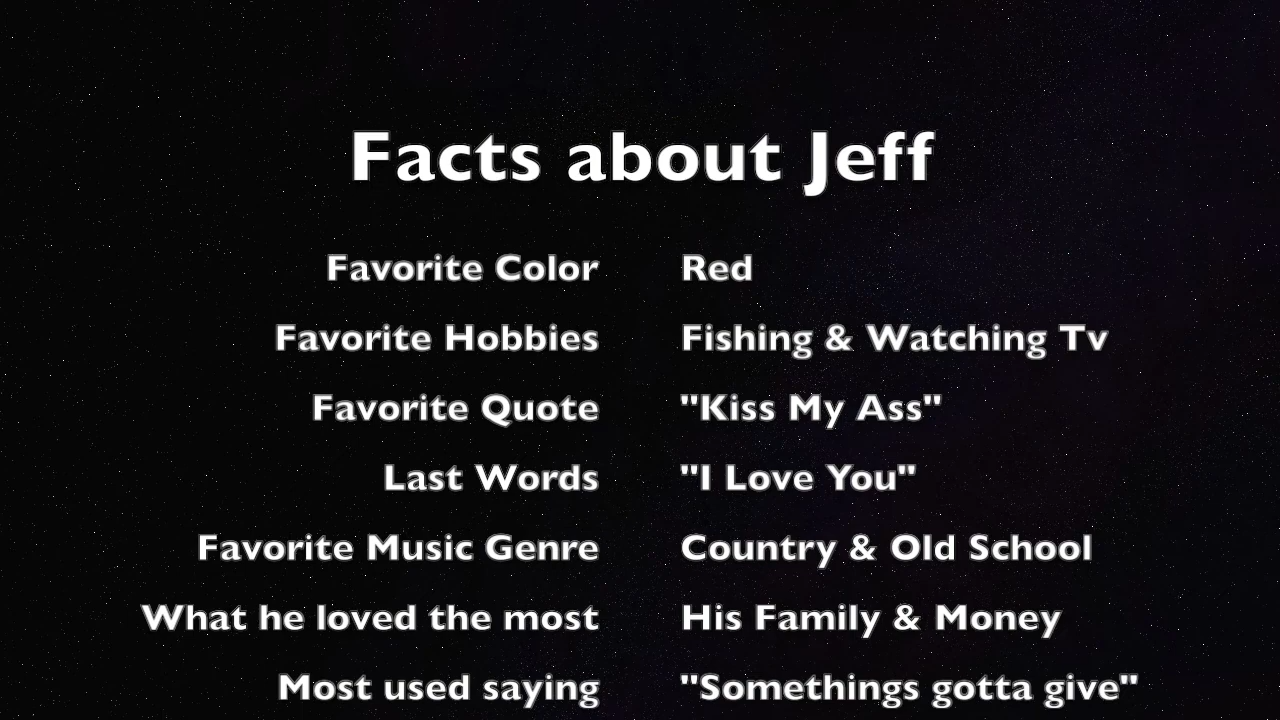 Facts about Jeff
Favorite Color Red
Favorite Hobbies Fishing & Watching Tv
Favorite Quote "Kiss My Ass"
Last Words "I Love You"
Favorite Music Genre Country & Old School
What he loved the most His Family & Money
Most used saying "Somethings gotta give"